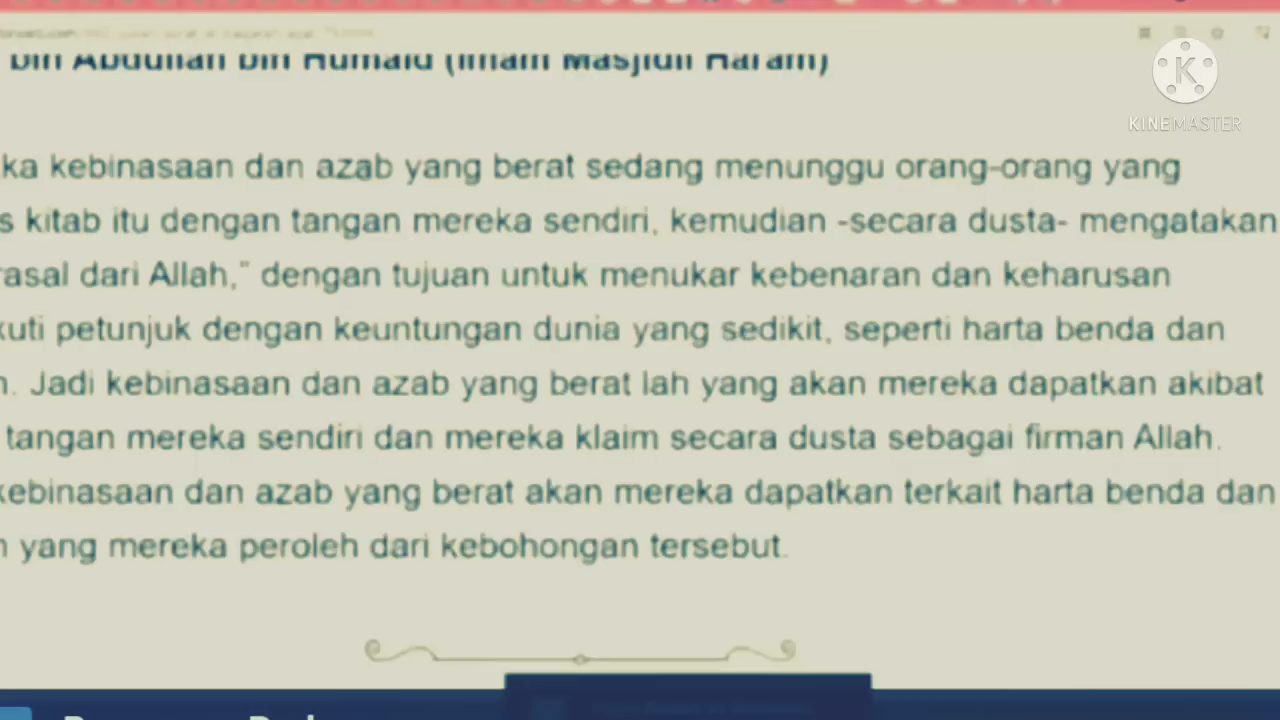 bin Abdullah bin Humaid (Imam Masjidil Haram)
KINEMASTER
ka kebinasaan dan azab yang berat sedang menunggu orang-orang yang
s kitab itu dengan tangan mereka sendiri, kemudian -secara dusta- mengatakan
rasal dari Allah,” dengan tujuan untuk menukar kebenaran dan keharusan
kuti petunjuk dengan keuntungan dunia yang sedikit, seperti harta benda dan
n. Jadi kebinasaan dan azab yang berat lah yang akan mereka dapatkan akibat
tangan mereka sendiri dan mereka klaim secara dusta sebagai firman Allah.
kebinasaan dan azab yang berat akan mereka dapatkan terkait harta benda dan
n yang mereka peroleh dari kebohongan tersebut.